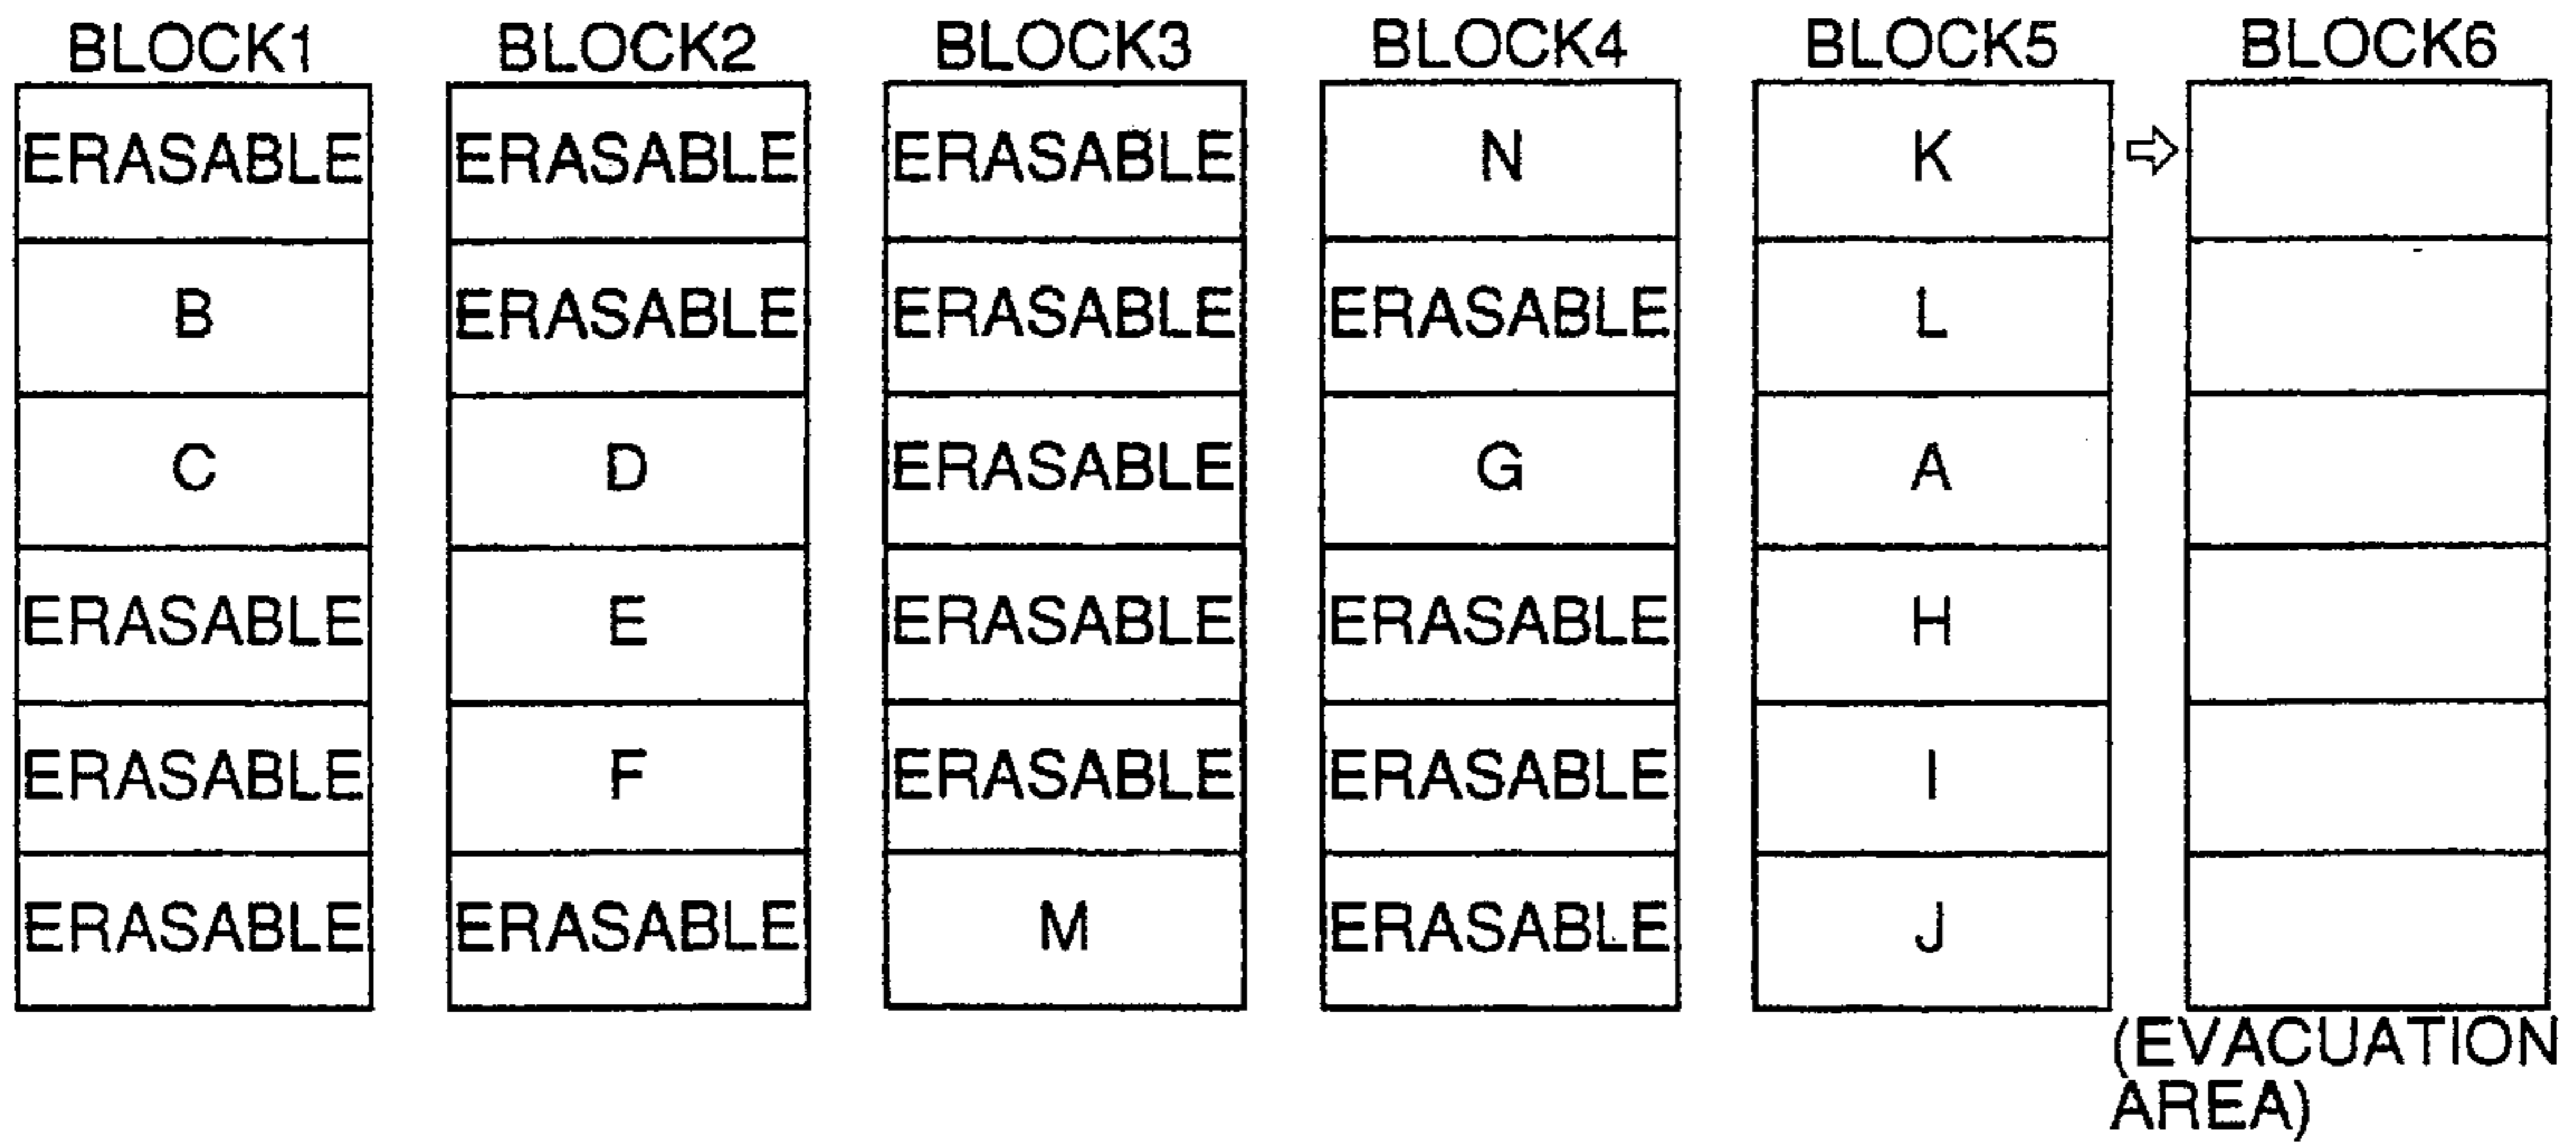 BLOCK1 BLOCK2 BLOCK3 BLOCK4 BLOCK5 BLOCK6
ERASABLE ERASABLE ERASABLE N K
B ERASABLE ERASABLE ERASABLE L
C D ERASABLE G A
ERASABLE E ERASABLE ERASABLE H
ERASABLE F ERASABLE ERASABLE I
ERASABLE ERASABLE M ERASABLE J
(EVACUATION
AREA)